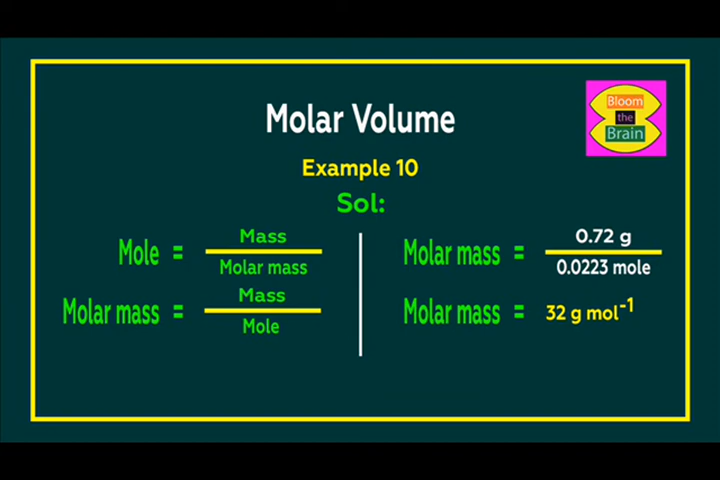 Molar Volume
Bloom
the
Brain
Example 10
Sol:
Mole = Mass / Molar mass
Molar mass = Mass / Mole
Molar mass = 0.72 g / 0.0223 mole
Molar mass = 32 g mol⁻¹